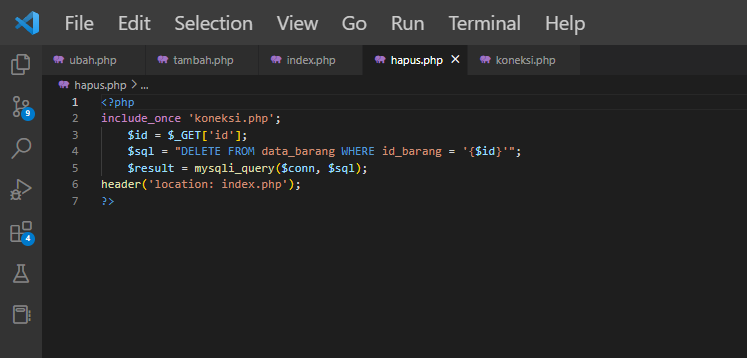 File Edit Selection View Go Run Terminal Help
ubah.php tambah.php index.php hapus.php × koneksi.php
hapus.php > ...
1 <?php
2 include_once 'koneksi.php';
3 $id = $_GET['id'];
4 $sql = "DELETE FROM data_barang WHERE id_barang = '{$id}'";
5 $result = mysqli_query($conn, $sql);
6 header('location: index.php');
7 ?>
9
4